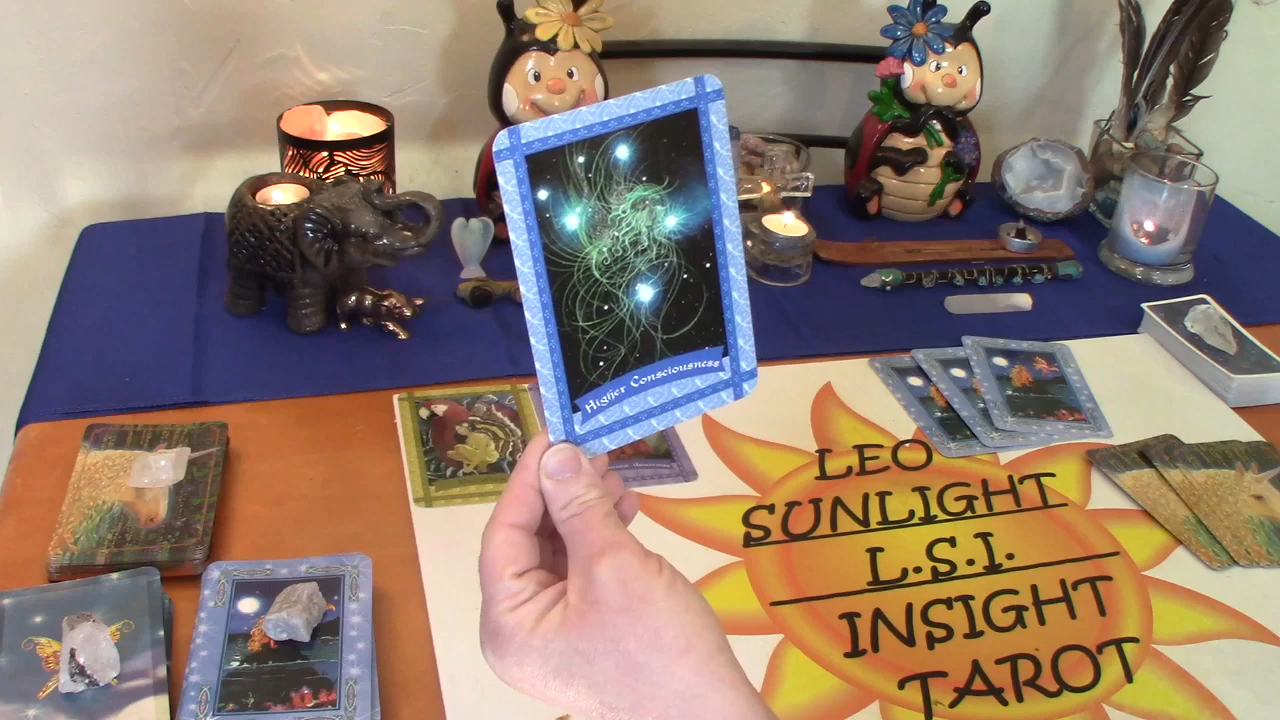 Higher Consciousness
LEO
SUNLIGHT
L.S.I.
INSIGHT
TAROT